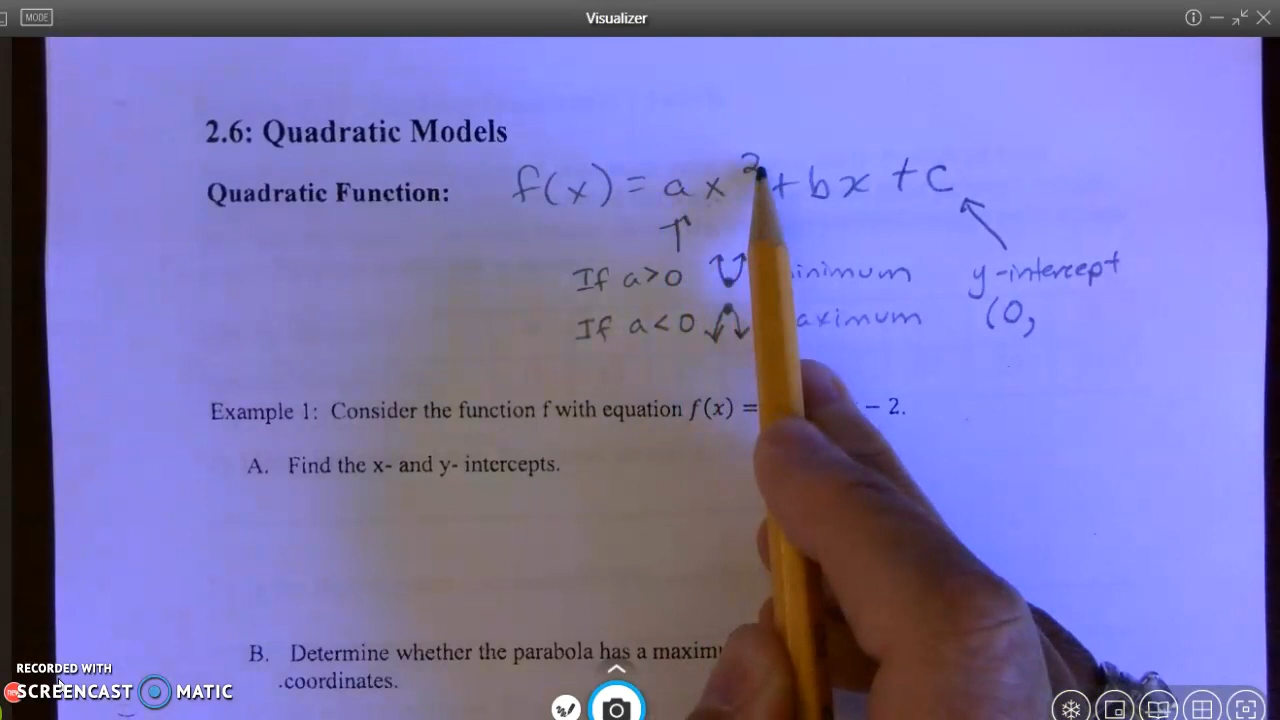 MODE
Visualizer
2.6: Quadratic Models
Quadratic Function: f(x) = ax²+bx+c
If a>0 inimum y-intercept
If a<0 aximum (0,
Example 1: Consider the function f with equation f(x) = − 2.
A. Find the x- and y- intercepts.
B. Determine whether the parabola has a maxim
.coordinates.
RECORDED WITH
SCREENCAST MATIC